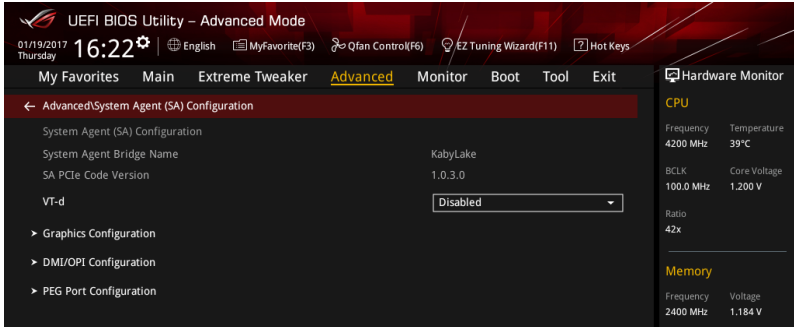 UEFI BIOS Utility – Advanced Mode
01/19/2017 Thursday 16:22 English MyFavorite(F3) Qfan Control(F6) EZ Tuning Wizard(F11) ? Hot Keys
My Favorites Main Extreme Tweaker Advanced Monitor Boot Tool Exit
← Advanced\System Agent (SA) Configuration
System Agent (SA) Configuration
System Agent Bridge Name KabyLake
SA PCIe Code Version 1.0.3.0
VT-d Disabled
> Graphics Configuration
> DMI/OPI Configuration
> PEG Port Configuration
Hardware Monitor
CPU
Frequency Temperature
4200 MHz 39°C
BCLK Core Voltage
100.0 MHz 1.200 V
Ratio
42x
Memory
Frequency Voltage
2400 MHz 1.184 V